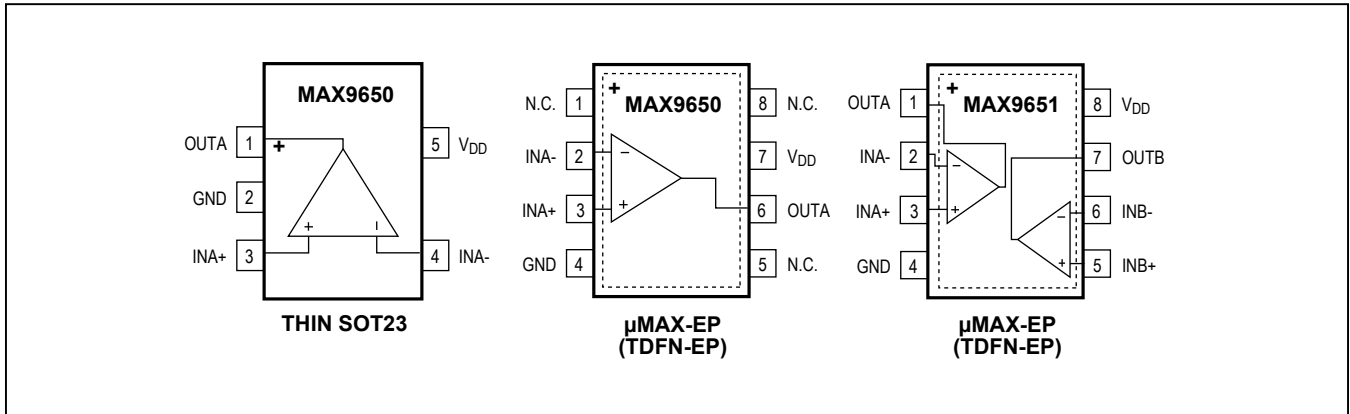 MAX9650
OUTA 1 +
5 VDD
GND 2
INA+ 3 +
− 4 INA-
THIN SOT23
+ MAX9650
N.C. 1
8 N.C.
INA- 2 −
7 VDD
INA+ 3 +
6 OUTA
GND 4
5 N.C.
µMAX-EP
(TDFN-EP)
+ MAX9651
OUTA 1
8 VDD
INA- 2 −
7 OUTB
INA+ 3 +
− 6 INB-
GND 4
+ 5 INB+
µMAX-EP
(TDFN-EP)